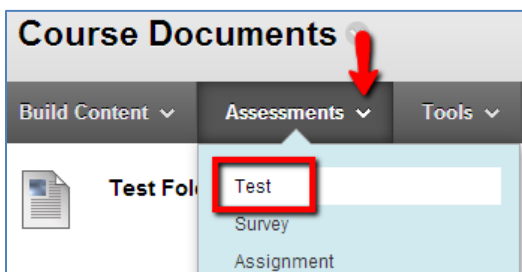 Course Documents
Build Content Assessments Tools
Test Fol
Test
Survey
Assignment